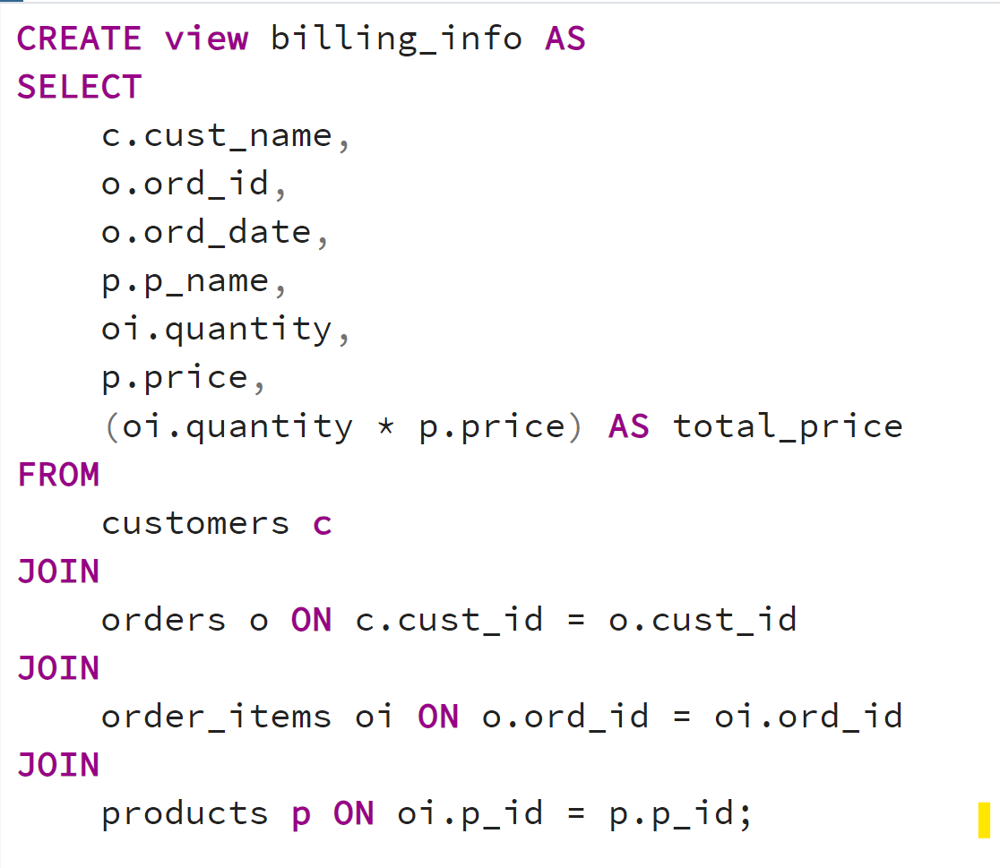 CREATE view billing_info AS
SELECT
    c.cust_name,
    o.ord_id,
    o.ord_date,
    p.p_name,
    oi.quantity,
    p.price,
    (oi.quantity * p.price) AS total_price
FROM
    customers c
JOIN
    orders o ON c.cust_id = o.cust_id
JOIN
    order_items oi ON o.ord_id = oi.ord_id
JOIN
    products p ON oi.p_id = p.p_id;